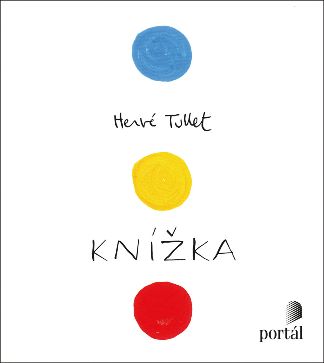 Hervé Tullet
KNÍŽKA
portál